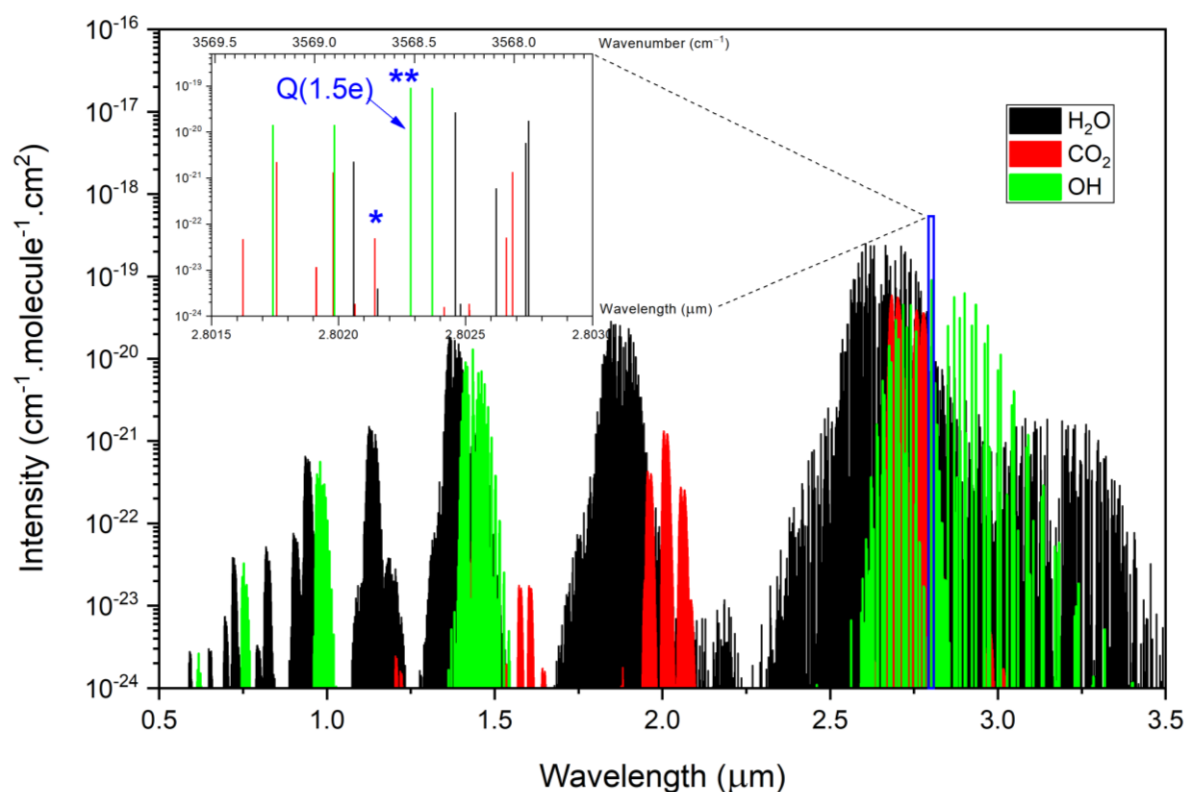 3569.5 3569.0 3568.5 3568.0 Wavenumber (cm⁻¹)
10⁻¹⁶
10⁻¹⁷
10⁻¹⁸
10⁻¹⁹
10⁻²⁰
10⁻²¹
10⁻²²
10⁻²³
10⁻²⁴
Intensity (cm⁻¹.molecule⁻¹.cm²)
10⁻¹⁹
10⁻²⁰
10⁻²¹
10⁻²²
10⁻²³
10⁻²⁴
**
Q(1.5e)
*
Wavelength (μm)
2.8015 2.8020 2.8025 2.8030
H₂O
CO₂
OH
0.5 1.0 1.5 2.0 2.5 3.0 3.5
Wavelength (μm)